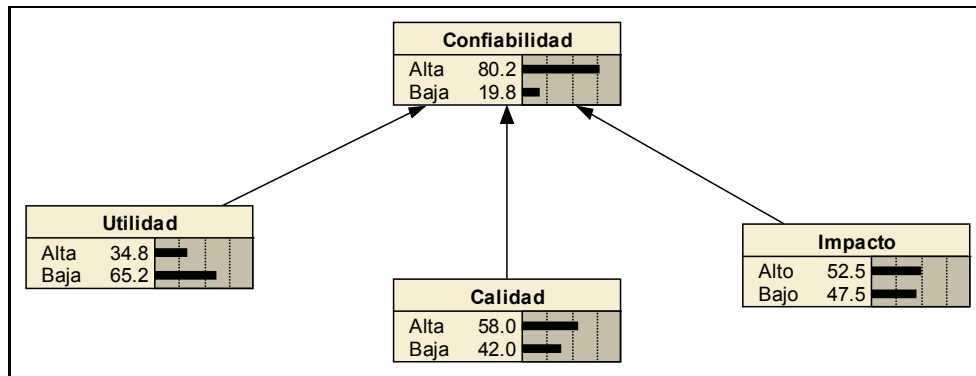 Confiabilidad
Alta 80.2
Baja 19.8
Utilidad
Alta 34.8
Baja 65.2
Calidad
Alta 58.0
Baja 42.0
Impacto
Alto 52.5
Bajo 47.5